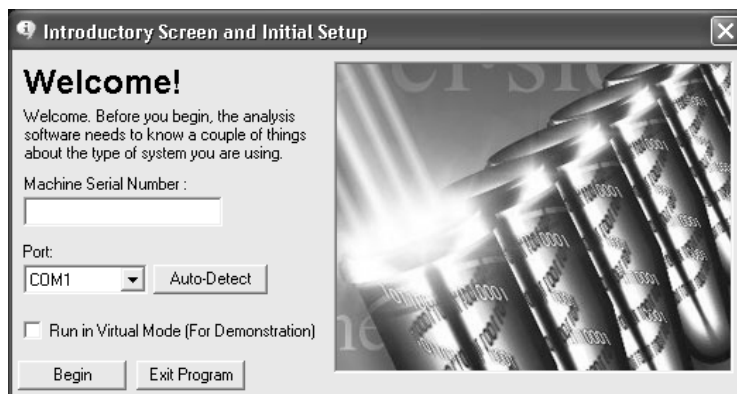 Introductory Screen and Initial Setup
Welcome!
Welcome. Before you begin, the analysis
software needs to know a couple of things
about the type of system you are using.
Machine Serial Number :
Port:
COM1
Auto-Detect
Run in Virtual Mode (For Demonstration)
Begin
Exit Program